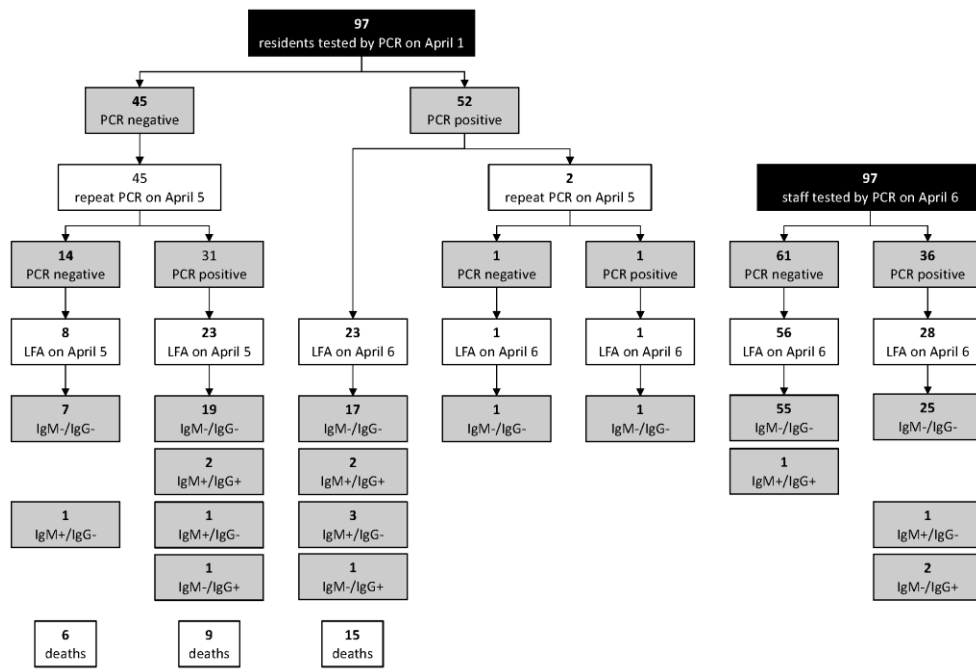 97
residents tested by PCR on April 1
45
PCR negative
52
PCR positive
45
repeat PCR on April 5
2
repeat PCR on April 5
97
staff tested by PCR on April 6
14
PCR negative
31
PCR positive
1
PCR negative
1
PCR positive
61
PCR negative
36
PCR positive
8
LFA on April 5
23
LFA on April 5
23
LFA on April 6
1
LFA on April 6
1
LFA on April 6
56
LFA on April 6
28
LFA on April 6
7
IgM-/IgG-
19
IgM-/IgG-
17
IgM-/IgG-
1
IgM-/IgG-
1
IgM-/IgG-
55
IgM-/IgG-
25
IgM-/IgG-
2
IgM+/IgG+
2
IgM+/IgG+
1
IgM+/IgG+
1
IgM+/IgG-
1
IgM+/IgG-
3
IgM+/IgG-
1
IgM+/IgG-
1
IgM-/IgG+
1
IgM-/IgG+
2
IgM-/IgG+
6
deaths
9
deaths
15
deaths